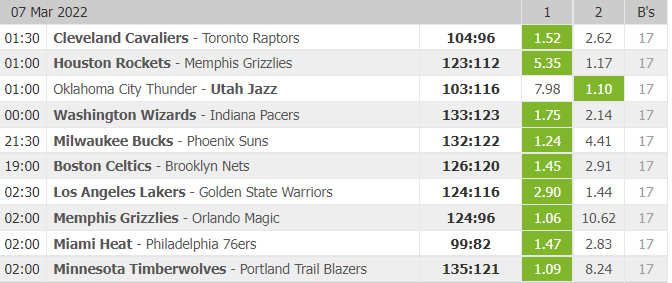 07 Mar 2022 1 2 B's
01:30 Cleveland Cavaliers - Toronto Raptors 104:96 1.52 2.62 17
01:00 Houston Rockets - Memphis Grizzlies 123:112 5.35 1.17 17
01:00 Oklahoma City Thunder - Utah Jazz 103:116 7.98 1.10 17
00:00 Washington Wizards - Indiana Pacers 133:123 1.75 2.14 17
21:30 Milwaukee Bucks - Phoenix Suns 132:122 1.24 4.41 17
19:00 Boston Celtics - Brooklyn Nets 126:120 1.45 2.91 17
02:30 Los Angeles Lakers - Golden State Warriors 124:116 2.90 1.44 17
02:00 Memphis Grizzlies - Orlando Magic 124:96 1.06 10.62 17
02:00 Miami Heat - Philadelphia 76ers 99:82 1.47 2.83 17
02:00 Minnesota Timberwolves - Portland Trail Blazers 135:121 1.09 8.24 17